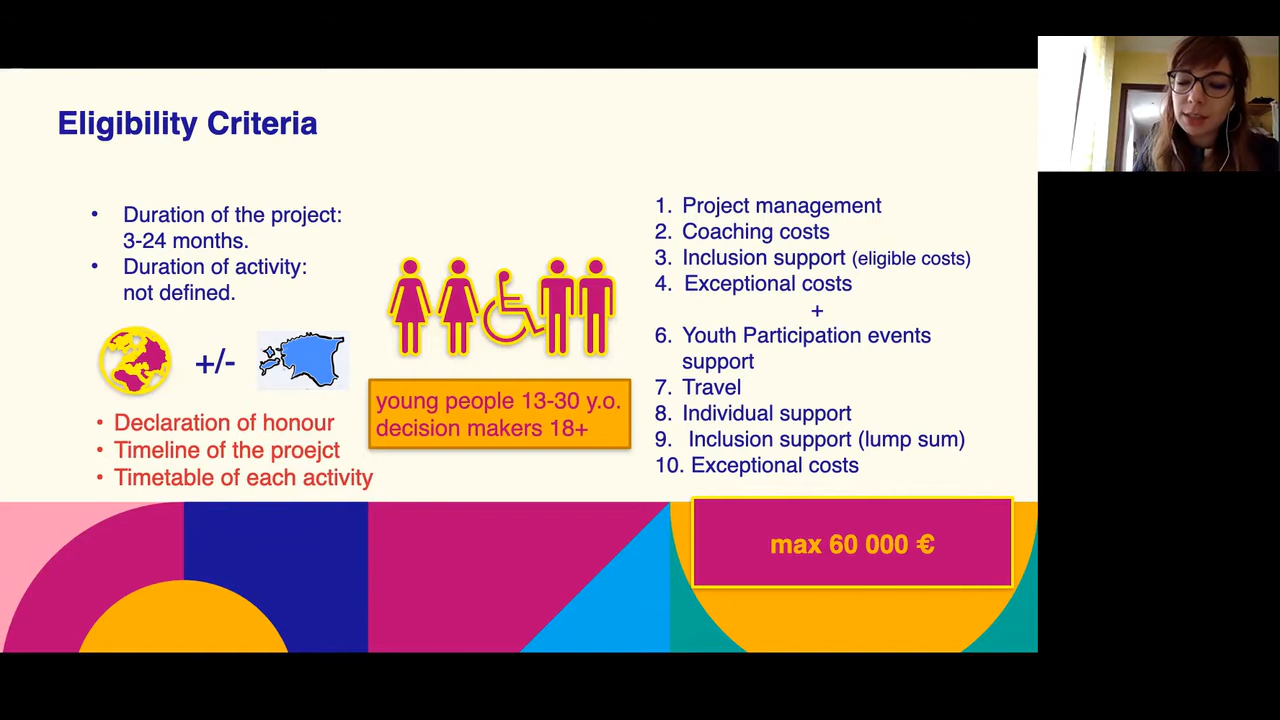 Eligibility Criteria
• Duration of the project:
3-24 months.
• Duration of activity:
not defined.
+/-
• Declaration of honour
• Timeline of the proejct
• Timetable of each activity
young people 13-30 y.o.
decision makers 18+
1. Project management
2. Coaching costs
3. Inclusion support (eligible costs)
4. Exceptional costs
+
6. Youth Participation events
support
7. Travel
8. Individual support
9. Inclusion support (lump sum)
10. Exceptional costs
max 60 000 €